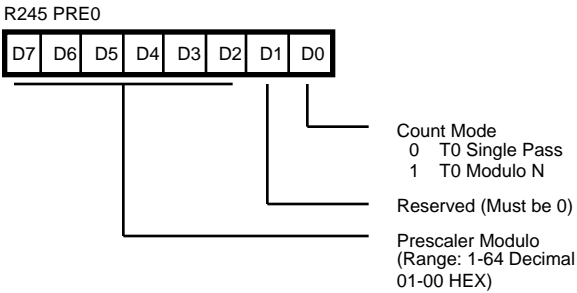 R245 PRE0
D7 D6 D5 D4 D3 D2 D1 D0
Count Mode
0 T0 Single Pass
1 T0 Modulo N
Reserved (Must be 0)
Prescaler Modulo
(Range: 1-64 Decimal
01-00 HEX)